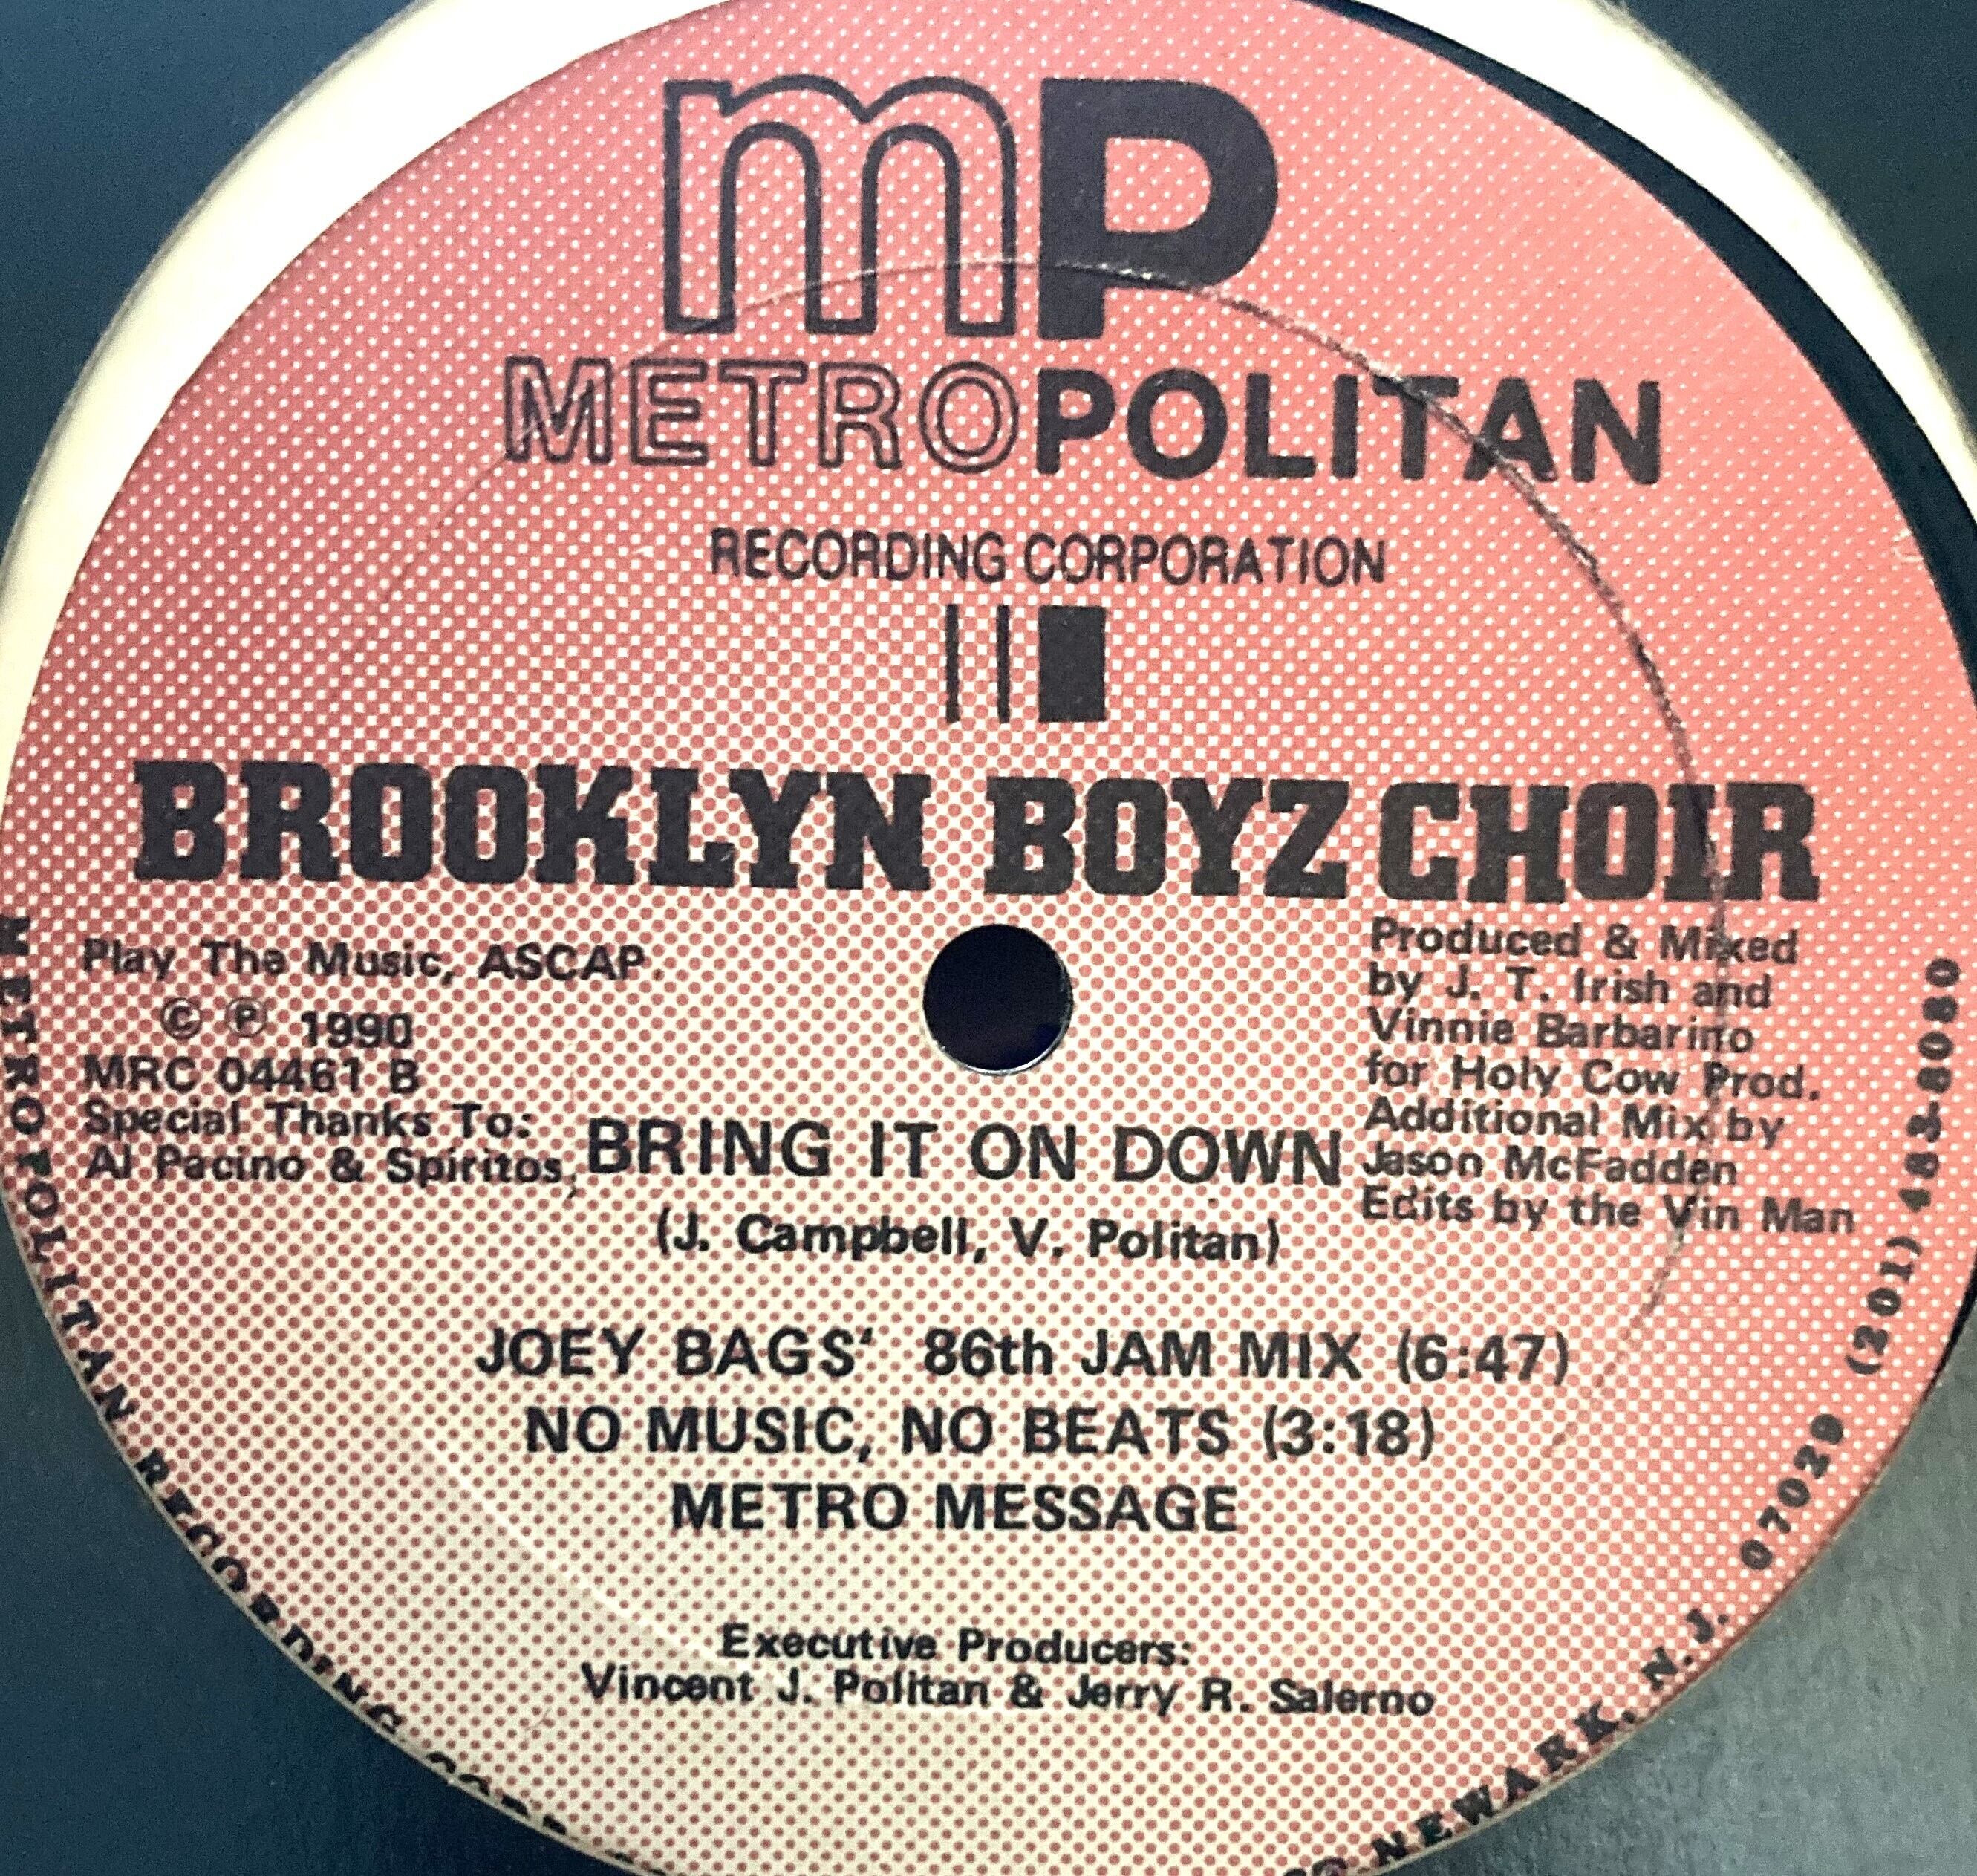 mP
METROPOLITAN
RECORDING CORPORATION
BROOKLYN BOYZ CHOIR
Play The Music, ASCAP
© ℗ 1990
MRC 04461 B
Special Thanks To:
Al Pacino & Spiritos,
Produced & Mixed
by J. T. Irish and
Vinnie Barbarino
for Holy Cow Prod.
Additional Mix by
Jason McFadden
Edits by the Vin Man
BRING IT ON DOWN
(J. Campbell, V. Politan)
JOEY BAGS' 86th JAM MIX (6:47)
NO MUSIC, NO BEATS (3:18)
METRO MESSAGE
Executive Producers:
Vincent J. Politan & Jerry R. Salerno
METROPOLITAN RECORDING NEWARK, N.J. 07029 (201) 483-8080